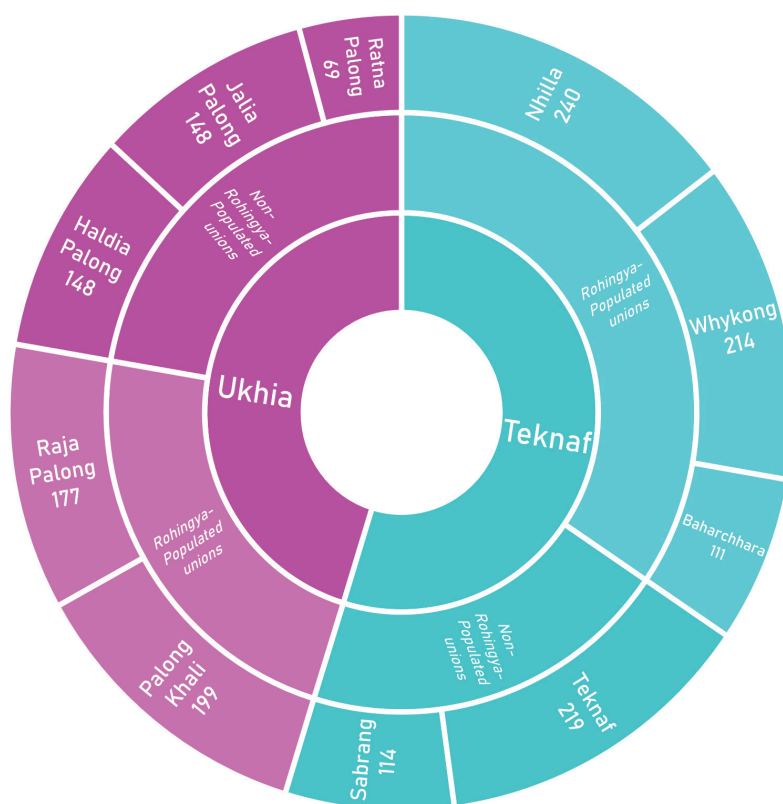 Ratna
Palong
69
Jalia
Palong
148
Haldia
Palong
148
Raja
Palong
177
Palong
Khali
199
Non-
Rohingya-
Populated
unions
Rohingya-
Populated
unions
Ukhia
Nhilla
240
Whykong
214
Baharchhara
111
Teknaf
219
Sabrang
114
Rohingya-
Populated
unions
Non-
Rohingya-
Populated
unions
Teknaf